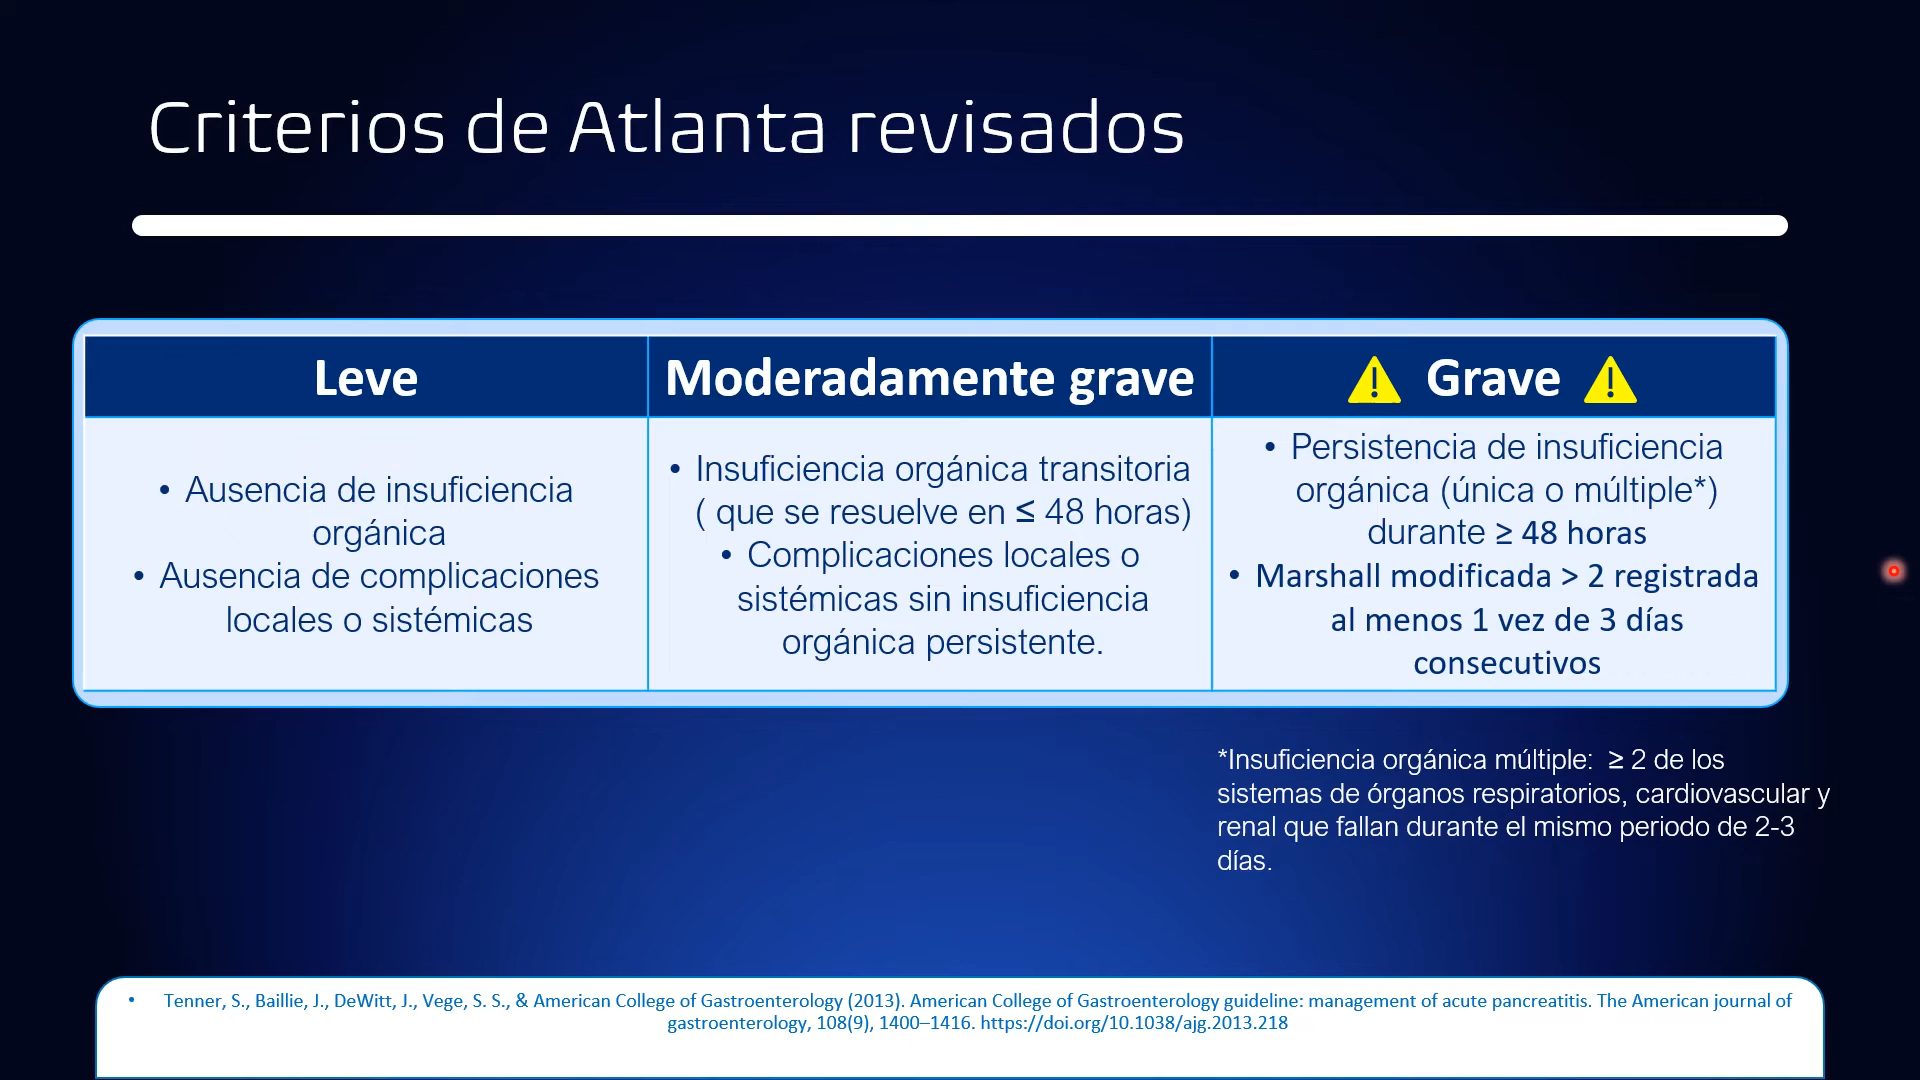 Criterios de Atlanta revisados
Leve
Moderadamente grave
Grave
• Ausencia de insuficiencia
orgánica
• Ausencia de complicaciones
locales o sistémicas
• Insuficiencia orgánica transitoria
( que se resuelve en ≤ 48 horas)
• Complicaciones locales o
sistémicas sin insuficiencia
orgánica persistente.
• Persistencia de insuficiencia
orgánica (única o múltiple*)
durante ≥ 48 horas
• Marshall modificada > 2 registrada
al menos 1 vez de 3 días
consecutivos
*Insuficiencia orgánica múltiple:  ≥ 2 de los
sistemas de órganos respiratorios, cardiovascular y
renal que fallan durante el mismo periodo de 2-3
días.
• Tenner, S., Baillie, J., DeWitt, J., Vege, S. S., & American College of Gastroenterology (2013). American College of Gastroenterology guideline: management of acute pancreatitis. The American journal of
gastroenterology, 108(9), 1400–1416. https://doi.org/10.1038/ajg.2013.218